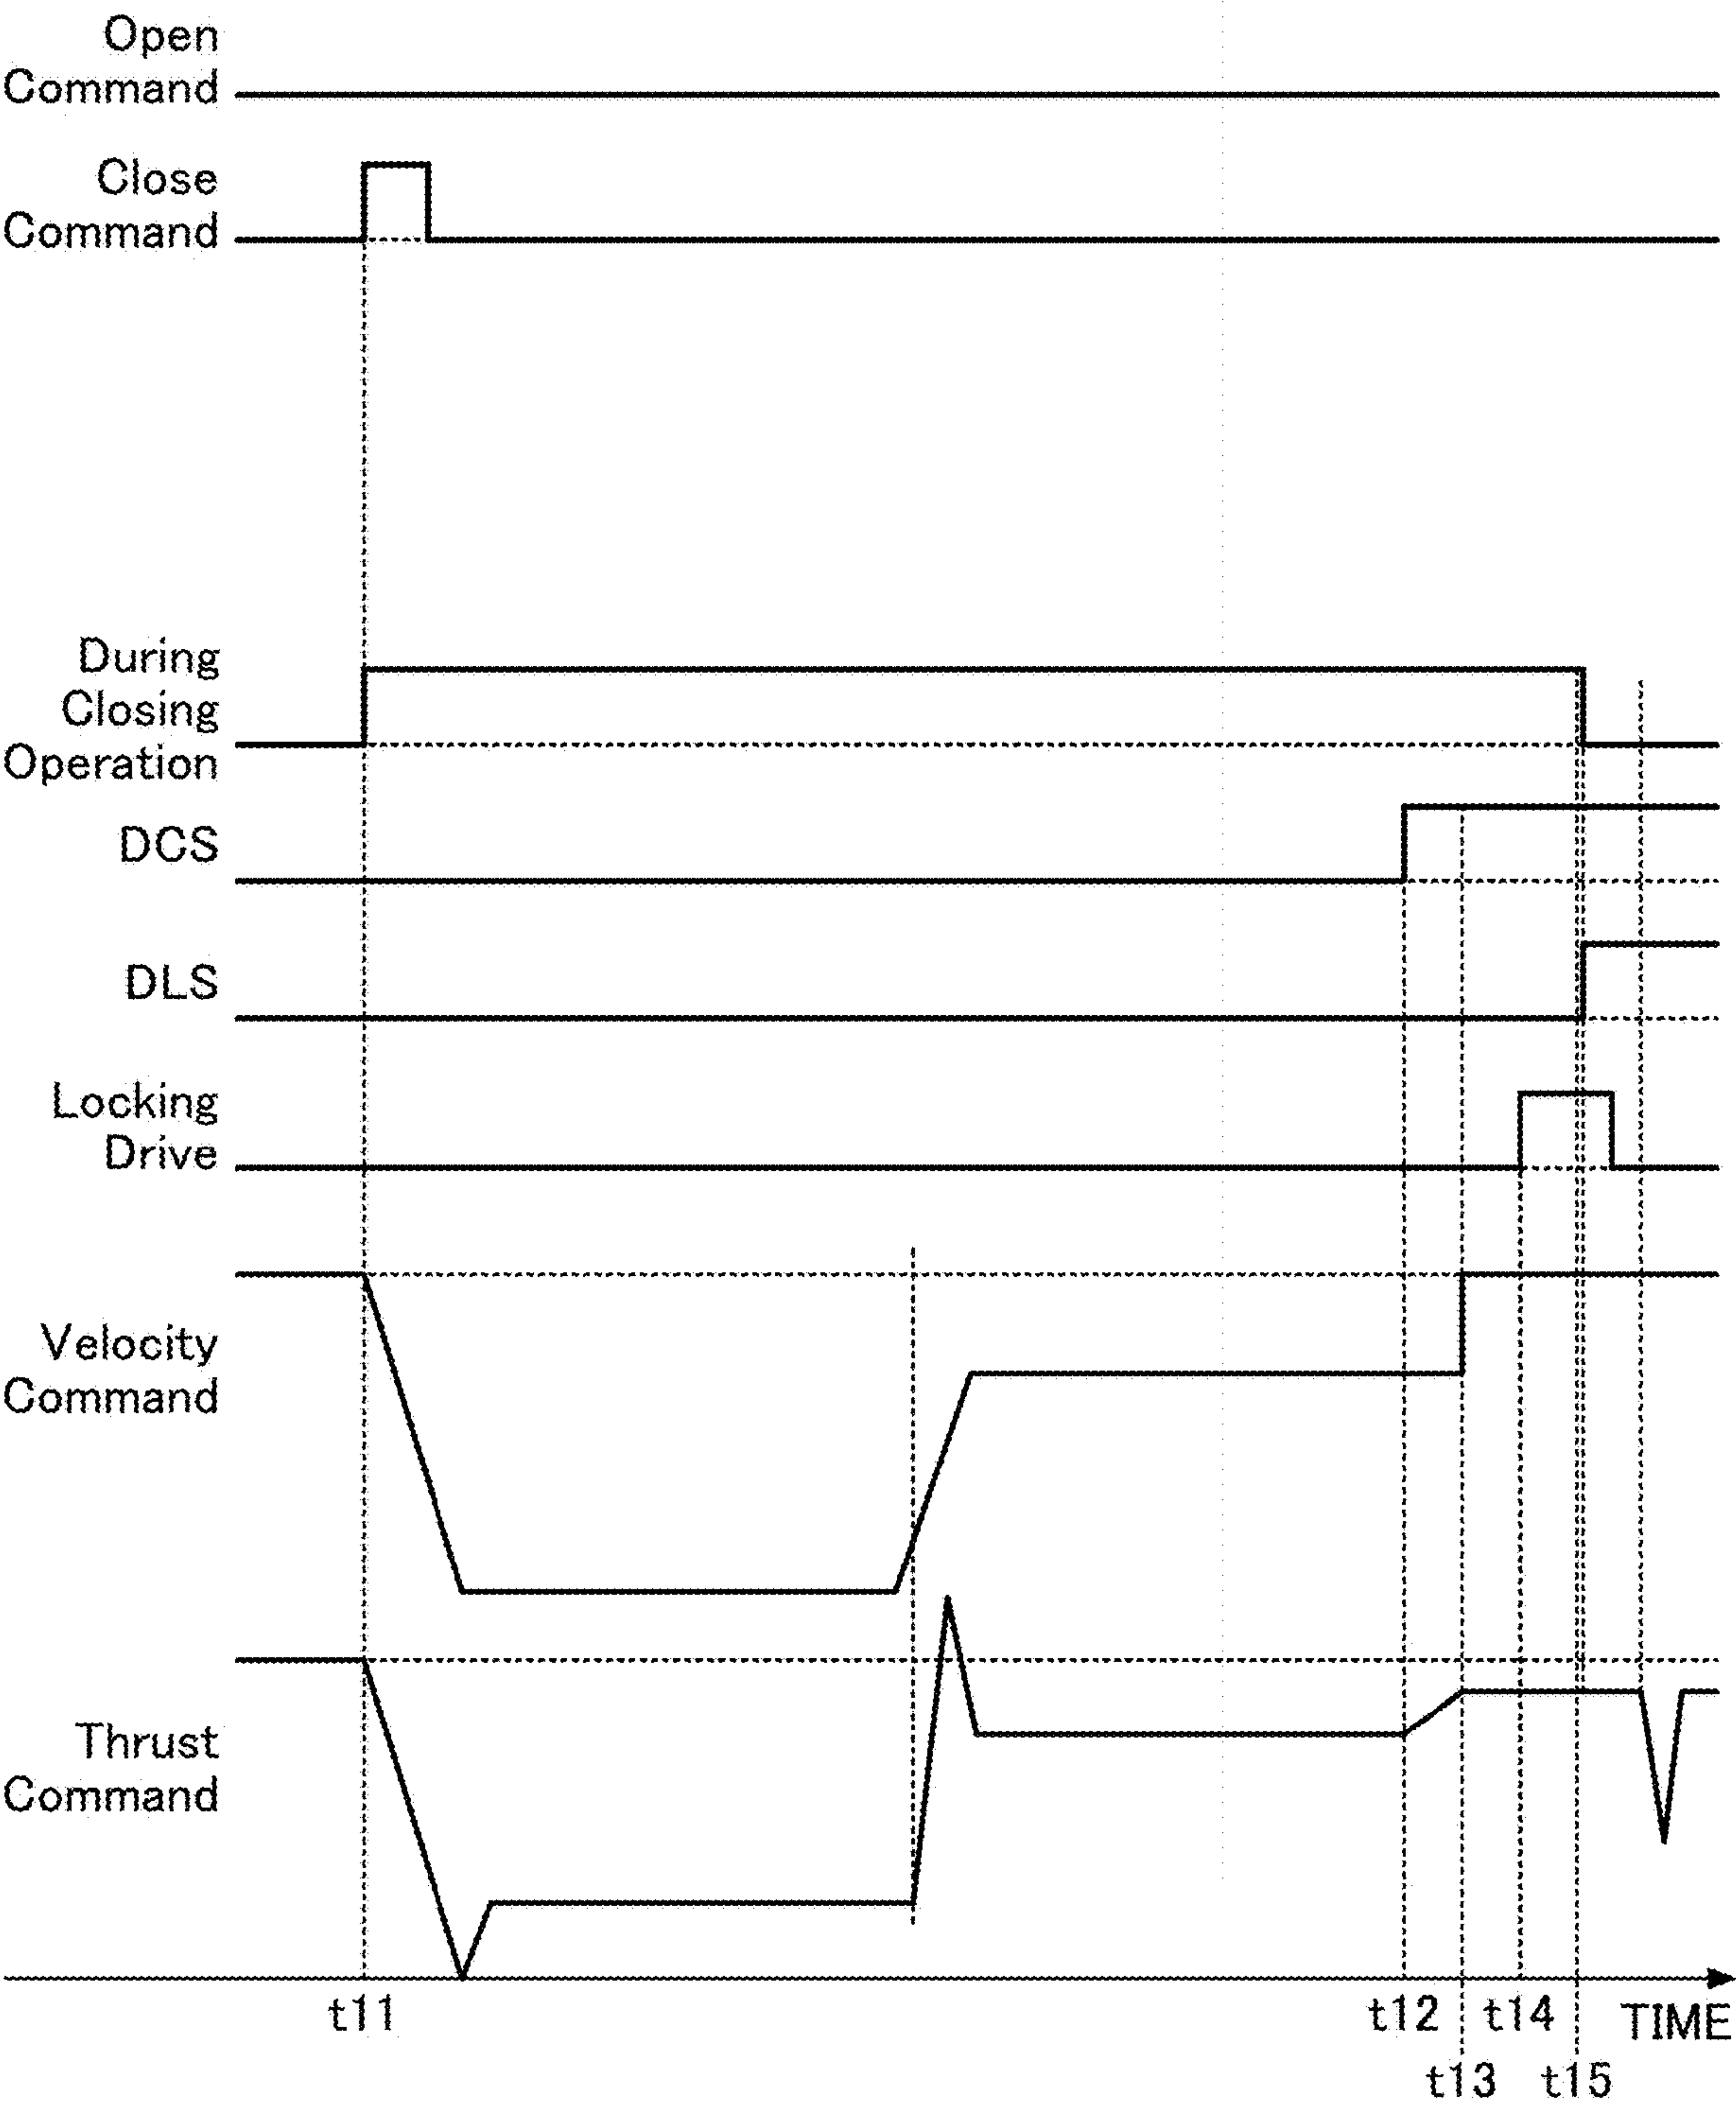 Open
Command
Close
Command
During
Closing
Operation
DCS
DLS
Locking
Drive
Velocity
Command
Thrust
Command
t11
t12
t14
TIME
t13
t15